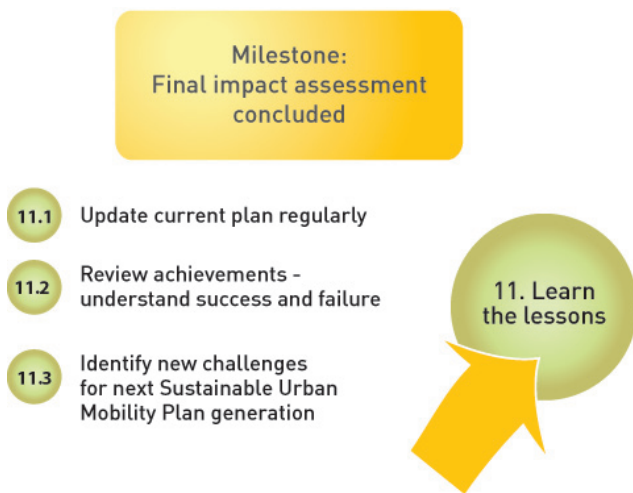 Milestone:
Final impact assessment
concluded
11.1 Update current plan regularly
11.2 Review achievements -
understand success and failure
11.3 Identify new challenges
for next Sustainable Urban
Mobility Plan generation
11. Learn
the lessons